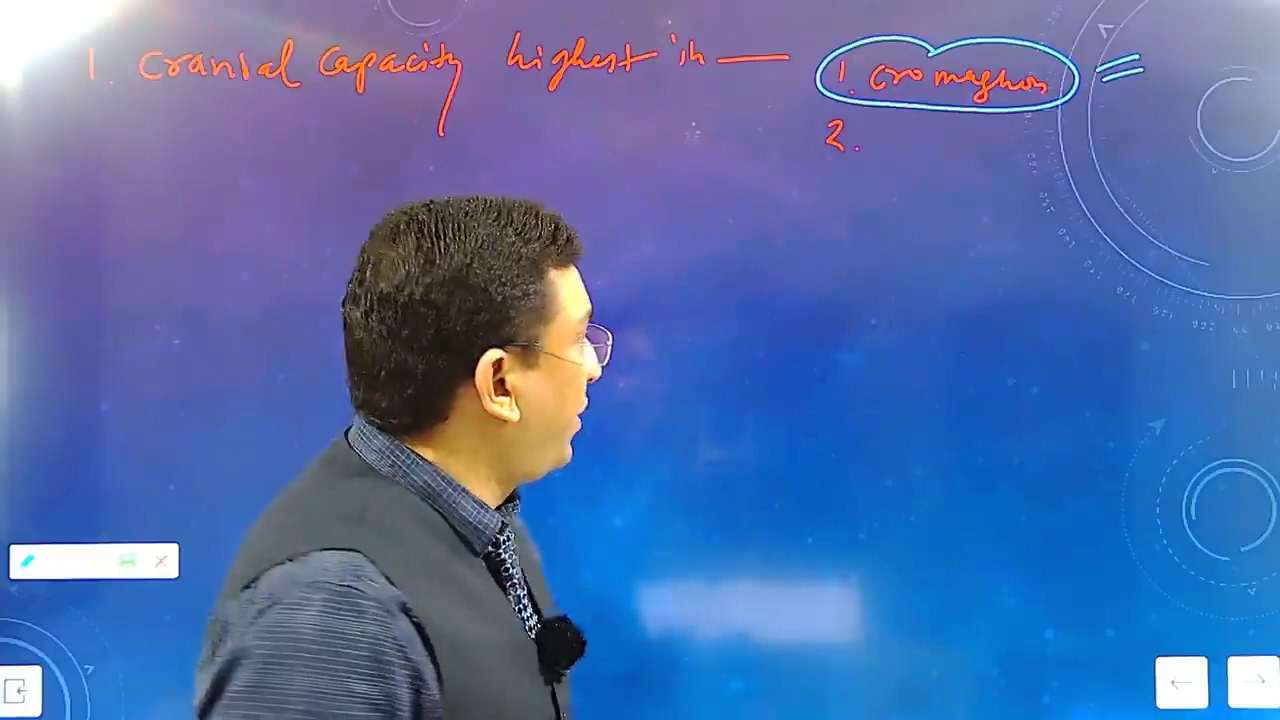 1. Cranial capacity highest in — 1. cromagnon
2.